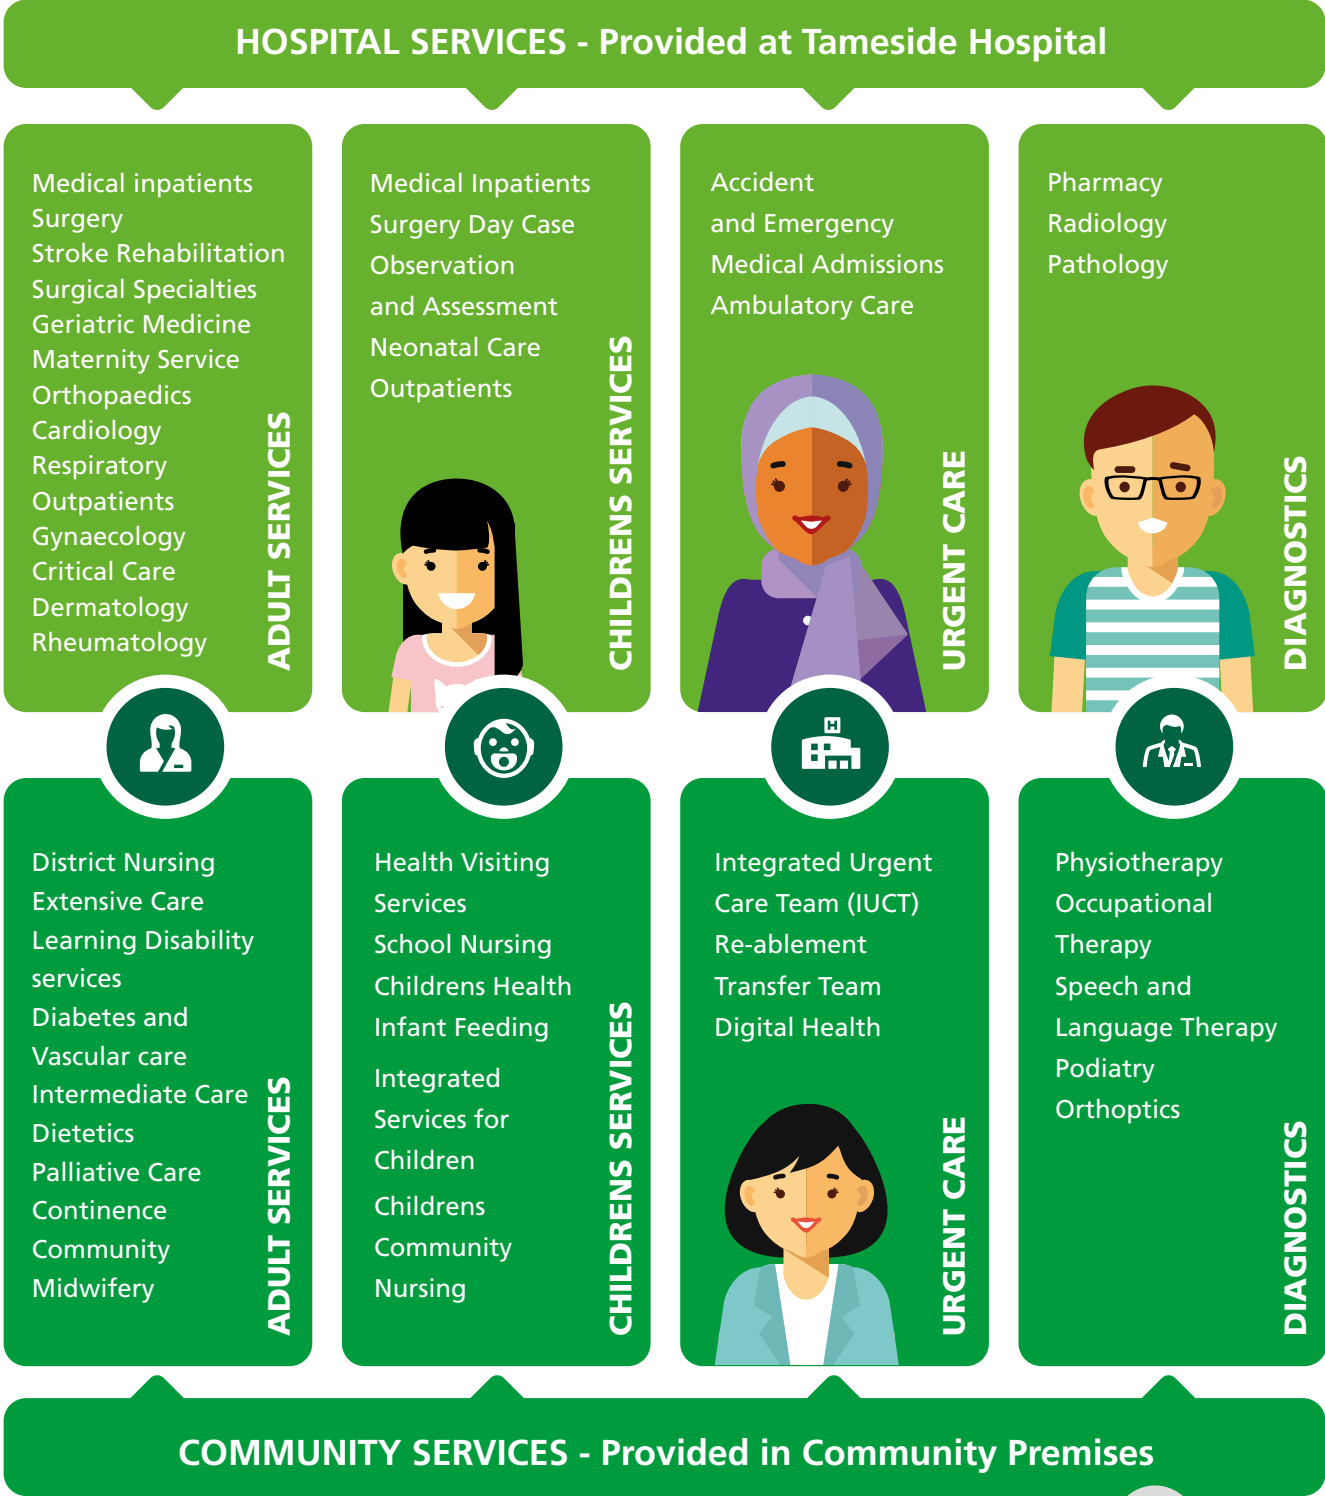 HOSPITAL SERVICES - Provided at Tameside Hospital
Medical inpatients
Surgery
Stroke Rehabilitation
Surgical Specialties
Geriatric Medicine
Maternity Service
Orthopaedics
Cardiology
Respiratory
Outpatients
Gynaecology
Critical Care
Dermatology
Rheumatology
ADULT SERVICES
Medical Inpatients
Surgery Day Case
Observation
and Assessment
Neonatal Care
Outpatients
CHILDRENS SERVICES
Accident
and Emergency
Medical Admissions
Ambulatory Care
URGENT CARE
Pharmacy
Radiology
Pathology
DIAGNOSTICS
H
District Nursing
Extensive Care
Learning Disability
services
Diabetes and
Vascular care
Intermediate Care
Dietetics
Palliative Care
Continence
Community
Midwifery
ADULT SERVICES
Health Visiting
Services
School Nursing
Childrens Health
Infant Feeding
Integrated
Services for
Children
Childrens
Community
Nursing
CHILDRENS SERVICES
Integrated Urgent
Care Team (IUCT)
Re-ablement
Transfer Team
Digital Health
URGENT CARE
Physiotherapy
Occupational
Therapy
Speech and
Language Therapy
Podiatry
Orthoptics
DIAGNOSTICS
COMMUNITY SERVICES - Provided in Community Premises